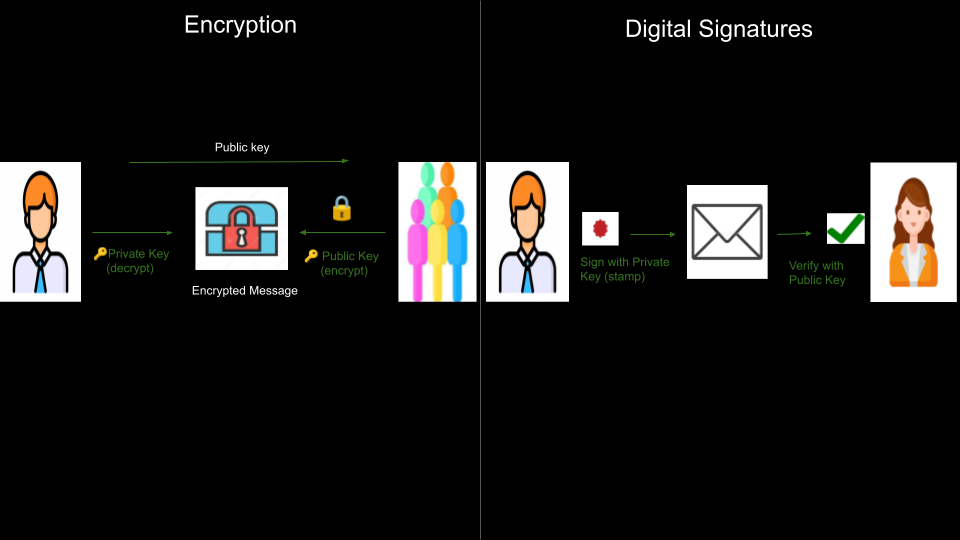 Encryption
Digital Signatures
Public key
🔑Private Key
(decrypt)
🔑 Public Key
(encrypt)
Encrypted Message
Sign with Private
Key (stamp)
Verify with
Public Key